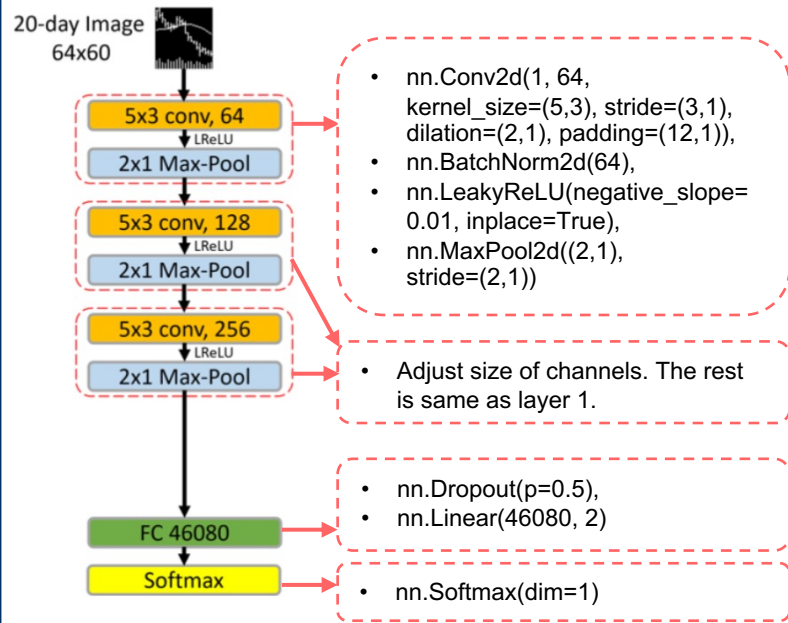 20-day Image
64x60
5x3 conv, 64
LReLU
2x1 Max-Pool
5x3 conv, 128
LReLU
2x1 Max-Pool
5x3 conv, 256
LReLU
2x1 Max-Pool
FC 46080
Softmax
• nn.Conv2d(1, 64,
kernel_size=(5,3), stride=(3,1),
dilation=(2,1), padding=(12,1)),
• nn.BatchNorm2d(64),
• nn.LeakyReLU(negative_slope=
0.01, inplace=True),
• nn.MaxPool2d((2,1),
stride=(2,1))
• Adjust size of channels. The rest
is same as layer 1.
• nn.Dropout(p=0.5),
• nn.Linear(46080, 2)
• nn.Softmax(dim=1)